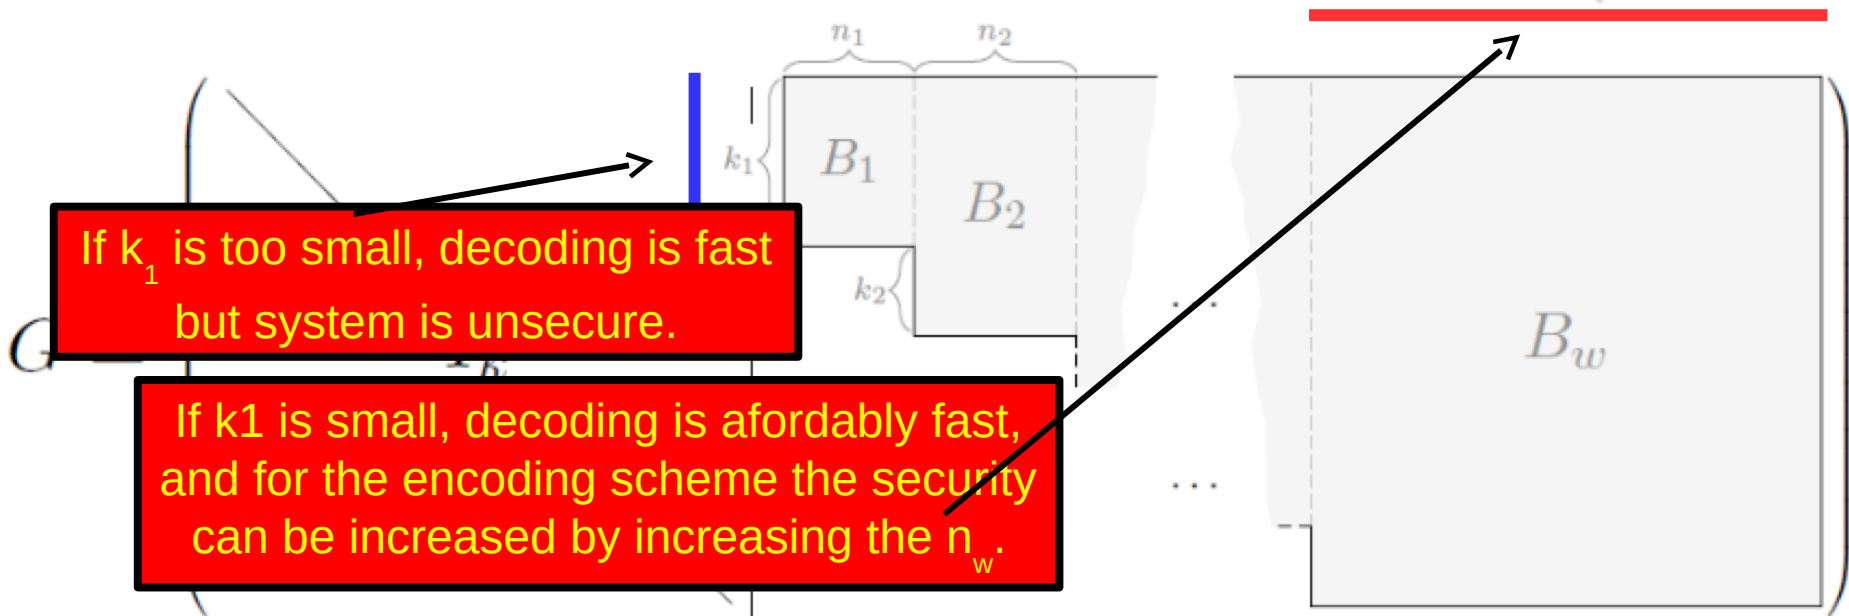 n₁ n₂
k₁ B₁
B₂
If k₁ is too small, decoding is fast
but system is unsecure.
k₂
...
G
B_w
If k1 is small, decoding is afordably fast,
and for the encoding scheme the security
can be increased by increasing the n_w.
...